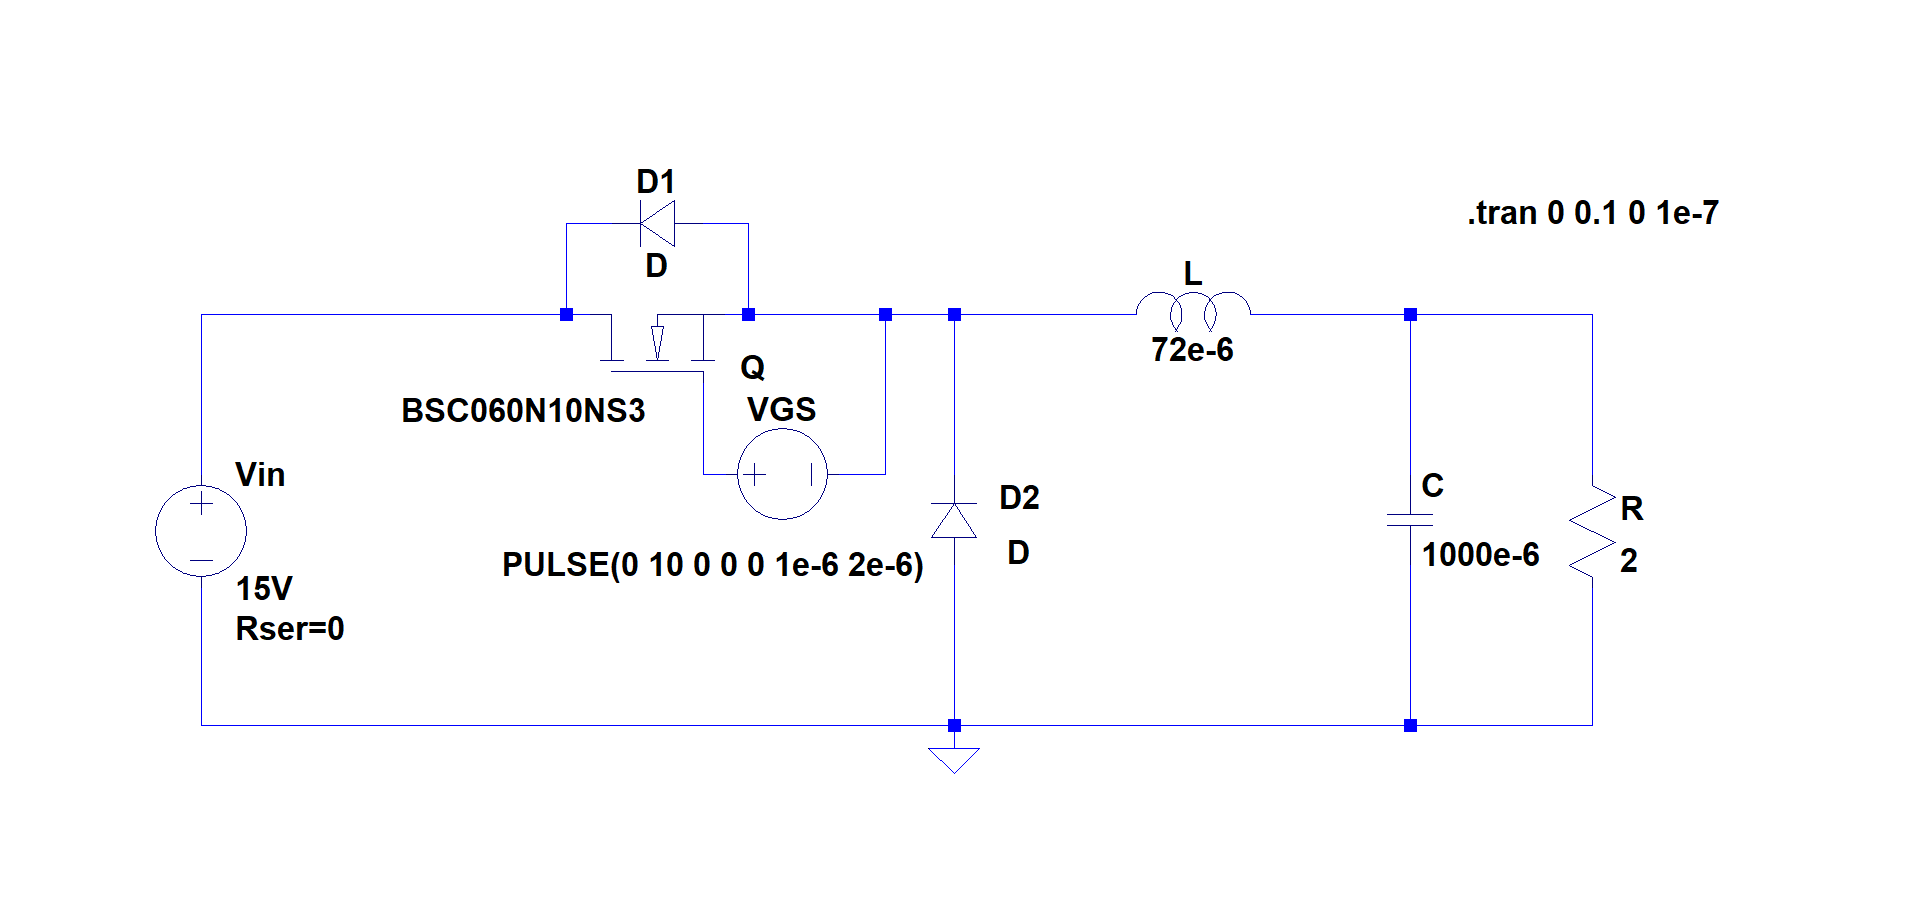 D1
D
.tran 0 0.1 0 1e-7
L
72e-6
Q
BSC060N10NS3
VGS
Vin
15V
Rser=0
PULSE(0 10 0 0 0 1e-6 2e-6)
D2
D
C
1000e-6
R
2